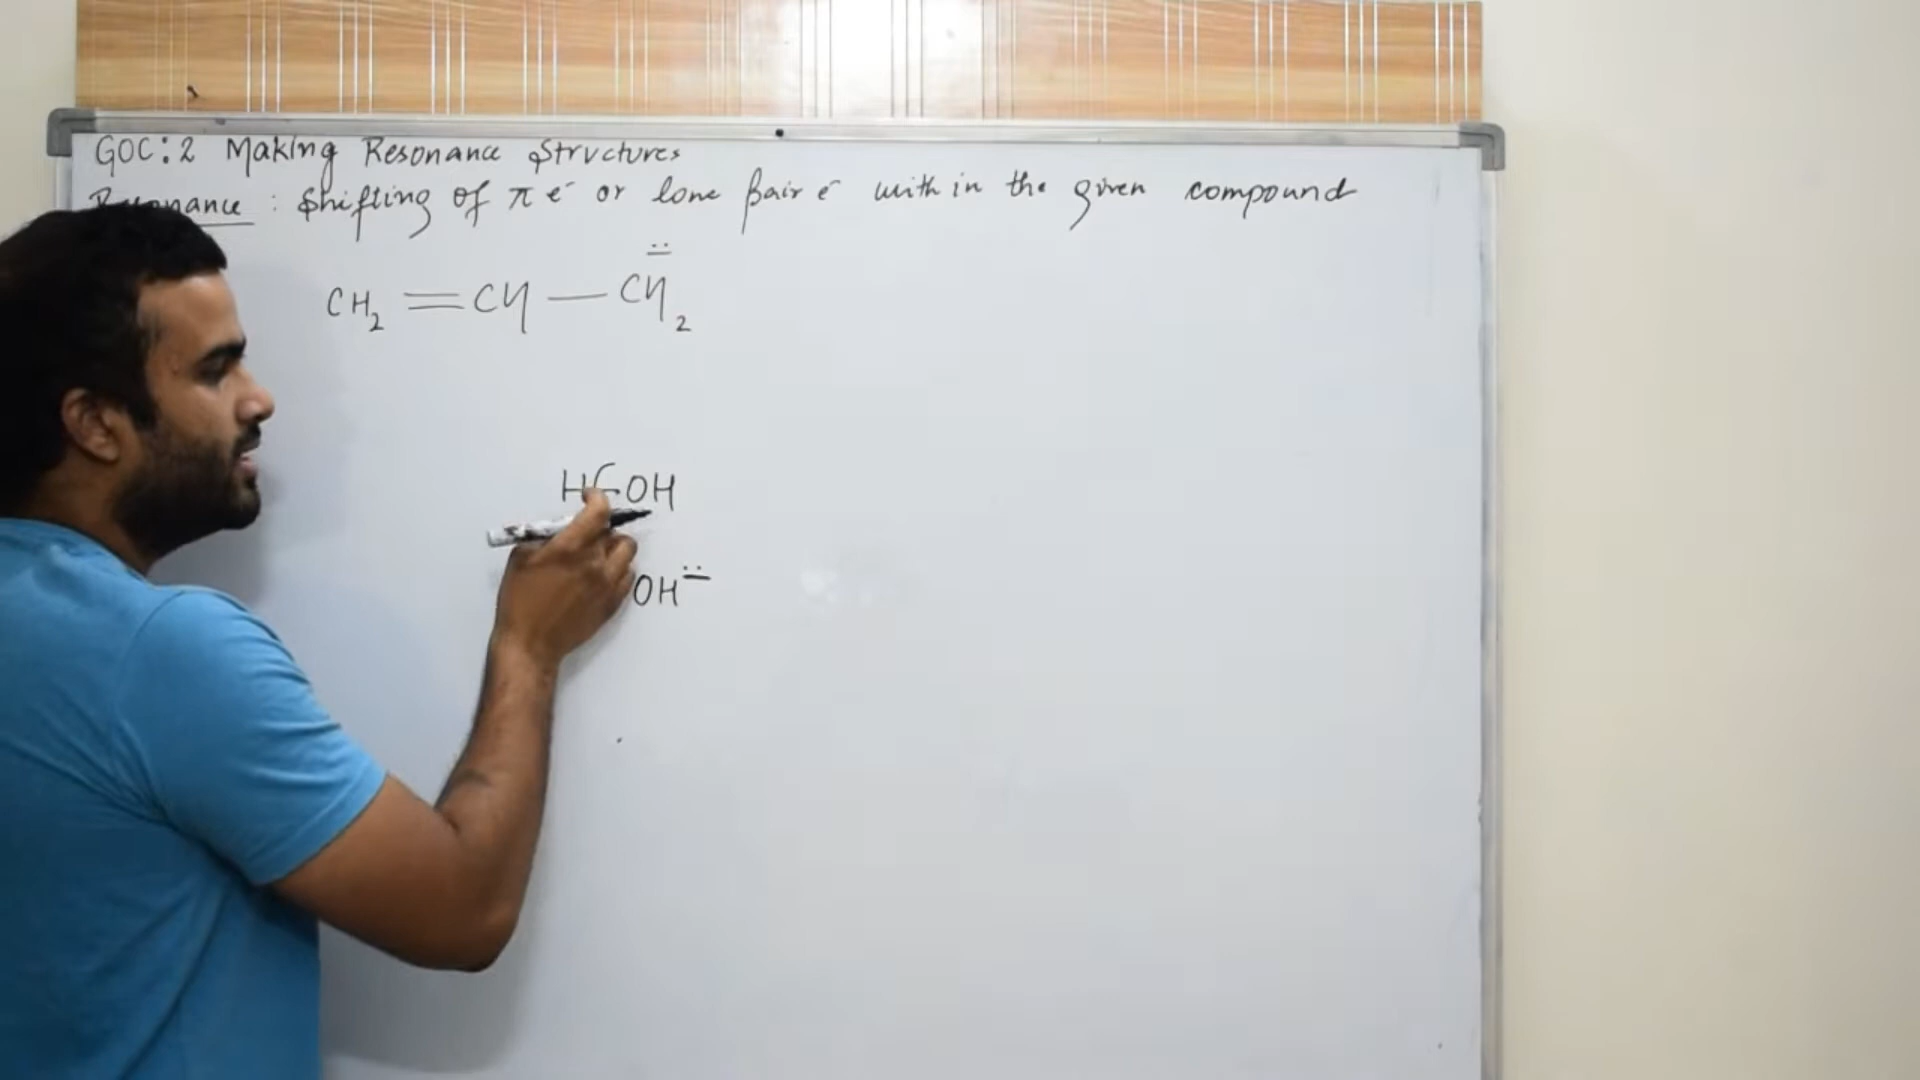 GOC:2 Making Resonance Structures
Resonance : Shifting of π e⁻ or lone pair e⁻ with in the given compound
CH₂ = CH — C̈̄H₂
OH
OH⁻̈